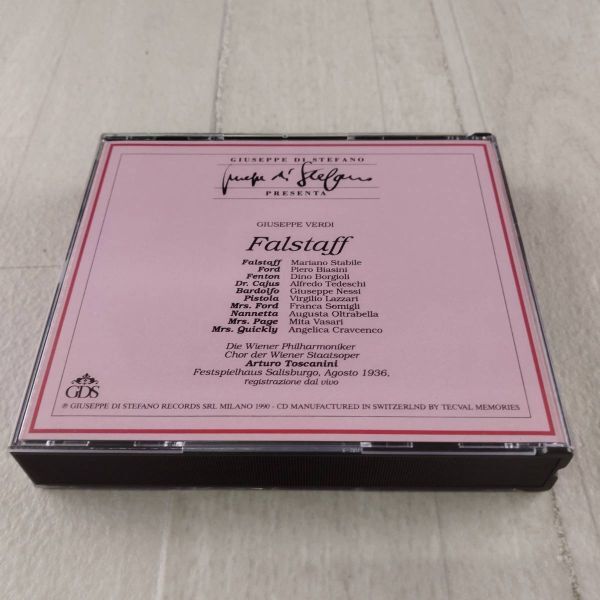 GIUSEPPE DI STEFANO
Giuseppe di Stefano
PRESENTA
GIUSEPPE VERDI
Falstaff
Falstaff Mariano Stabile
Ford Piero Biasini
Fenton Dino Borgioli
Dr. Cajus Alfredo Tedeschi
Bardolfo Giuseppe Nessi
Pistola Virgilio Lazzari
Mrs. Ford Franca Somigli
Nannetta Augusta Oltrabella
Mrs. Page Mita Vasari
Mrs. Quickly Angelica Cravcenco
Die Wiener Philharmoniker
Chor der Wiener Staatsoper
Arturo Toscanini
Festspielhaus Salisburgo, Agosto 1936,
registrazione dal vivo
GDS
℗ GIUSEPPE DI STEFANO RECORDS SRL MILANO 1990 - CD MANUFACTURED IN SWITZERLND BY TECVAL MEMORIES